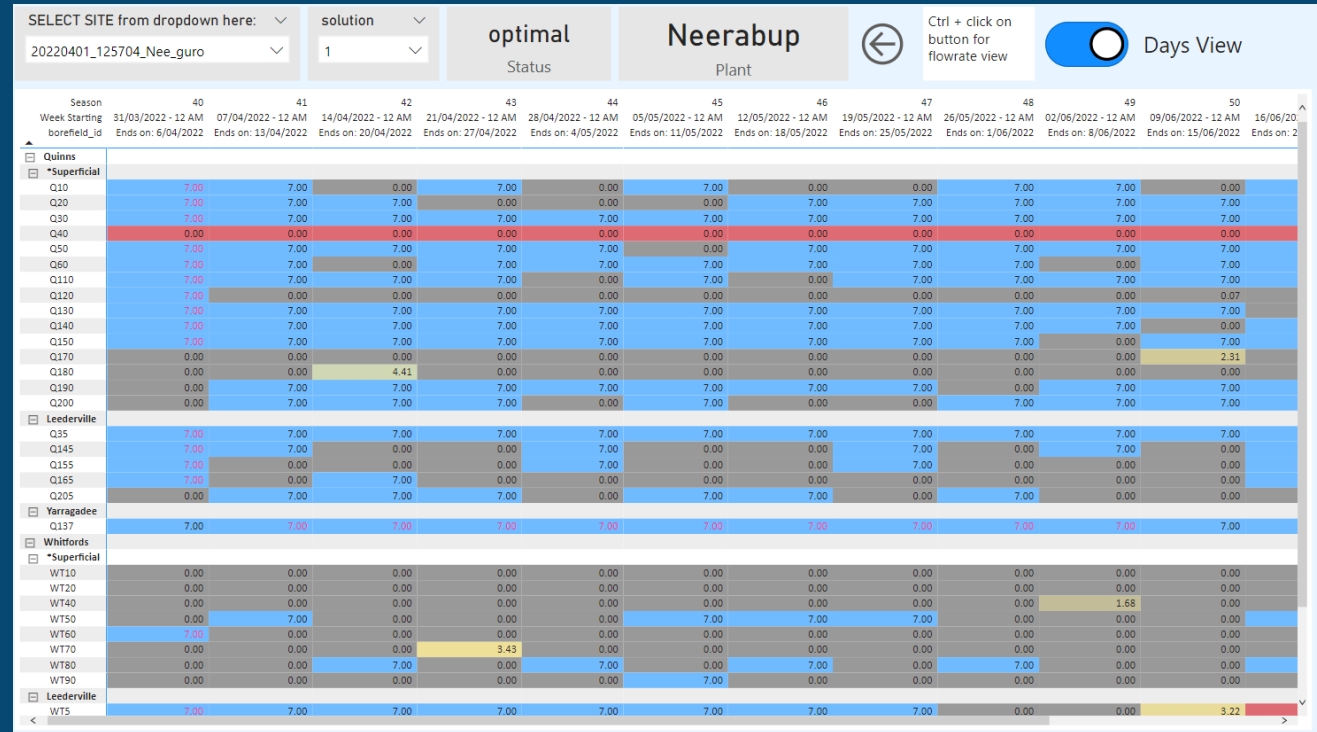 SELECT SITE from dropdown here:
20220401_125704_Nee_guro
solution
1
optimal
Status
Neerabup
Plant
Ctrl + click on
button for
flowrate view
Days View
Season 40 41 42 43 44 45 46 47 48 49 50
Week Starting 31/03/2022 - 12 AM 07/04/2022 - 12 AM 14/04/2022 - 12 AM 21/04/2022 - 12 AM 28/04/2022 - 12 AM 05/05/2022 - 12 AM 12/05/2022 - 12 AM 19/05/2022 - 12 AM 26/05/2022 - 12 AM 02/06/2022 - 12 AM 09/06/2022 - 12 AM 16/06/20
borefield_id Ends on: 6/04/2022 Ends on: 13/04/2022 Ends on: 20/04/2022 Ends on: 27/04/2022 Ends on: 4/05/2022 Ends on: 11/05/2022 Ends on: 18/05/2022 Ends on: 25/05/2022 Ends on: 1/06/2022 Ends on: 8/06/2022 Ends on: 15/06/2022 Ends on: 2
Quinns
*Superficial
Q10 7.00 7.00 0.00 7.00 0.00 7.00 0.00 0.00 7.00 7.00 0.00
Q20 7.00 7.00 7.00 0.00 0.00 0.00 7.00 7.00 7.00 7.00 7.00
Q30 7.00 7.00 7.00 7.00 7.00 7.00 7.00 7.00 7.00 7.00 7.00
Q40 0.00 0.00 0.00 0.00 0.00 0.00 0.00 0.00 0.00 0.00 0.00
Q50 7.00 7.00 7.00 7.00 7.00 0.00 7.00 7.00 7.00 7.00 7.00
Q60 7.00 7.00 0.00 7.00 7.00 7.00 7.00 7.00 7.00 0.00 7.00
Q110 7.00 7.00 7.00 7.00 0.00 7.00 0.00 7.00 7.00 7.00 7.00
Q120 7.00 0.00 0.00 0.00 0.00 0.00 0.00 0.00 0.00 0.00 0.07
Q130 7.00 7.00 7.00 7.00 7.00 7.00 7.00 7.00 7.00 7.00 7.00
Q140 7.00 7.00 7.00 7.00 7.00 7.00 7.00 7.00 7.00 7.00 0.00
Q150 7.00 7.00 7.00 7.00 7.00 7.00 7.00 7.00 7.00 0.00 7.00
Q170 0.00 0.00 0.00 0.00 0.00 0.00 0.00 0.00 0.00 0.00 2.31
Q180 0.00 0.00 4.41 0.00 0.00 0.00 0.00 0.00 0.00 0.00 0.00
Q190 0.00 7.00 7.00 7.00 7.00 7.00 7.00 7.00 0.00 7.00 7.00
Q200 0.00 7.00 7.00 7.00 0.00 7.00 0.00 0.00 7.00 7.00 7.00
Leederville
Q35 7.00 7.00 7.00 7.00 7.00 7.00 7.00 7.00 7.00 7.00 7.00
Q145 7.00 7.00 0.00 0.00 7.00 0.00 0.00 7.00 0.00 7.00 0.00
Q155 7.00 0.00 0.00 0.00 7.00 0.00 0.00 7.00 0.00 0.00 0.00
Q165 7.00 0.00 7.00 0.00 0.00 0.00 0.00 0.00 0.00 0.00 0.00
Q205 0.00 7.00 7.00 7.00 0.00 7.00 7.00 0.00 7.00 0.00 0.00
Yarragadee
Q137 7.00 7.00 7.00 7.00 7.00 7.00 7.00 7.00 7.00 7.00 7.00
Whitfords
*Superficial
WT10 0.00 0.00 0.00 0.00 0.00 0.00 0.00 0.00 0.00 0.00 0.00
WT20 0.00 0.00 0.00 0.00 0.00 0.00 0.00 0.00 0.00 0.00 0.00
WT40 0.00 0.00 0.00 0.00 0.00 0.00 0.00 0.00 0.00 1.68 0.00
WT50 0.00 7.00 0.00 0.00 0.00 7.00 7.00 7.00 0.00 0.00 0.00
WT60 7.00 0.00 0.00 0.00 0.00 0.00 0.00 0.00 0.00 0.00 0.00
WT70 0.00 0.00 0.00 3.43 0.00 0.00 0.00 0.00 0.00 0.00 0.00
WT80 0.00 0.00 7.00 0.00 7.00 0.00 7.00 0.00 7.00 0.00 0.00
WT90 0.00 0.00 0.00 0.00 0.00 7.00 0.00 0.00 0.00 0.00 0.00
Leederville
WT5 7.00 7.00 7.00 7.00 7.00 7.00 7.00 7.00 0.00 0.00 3.22